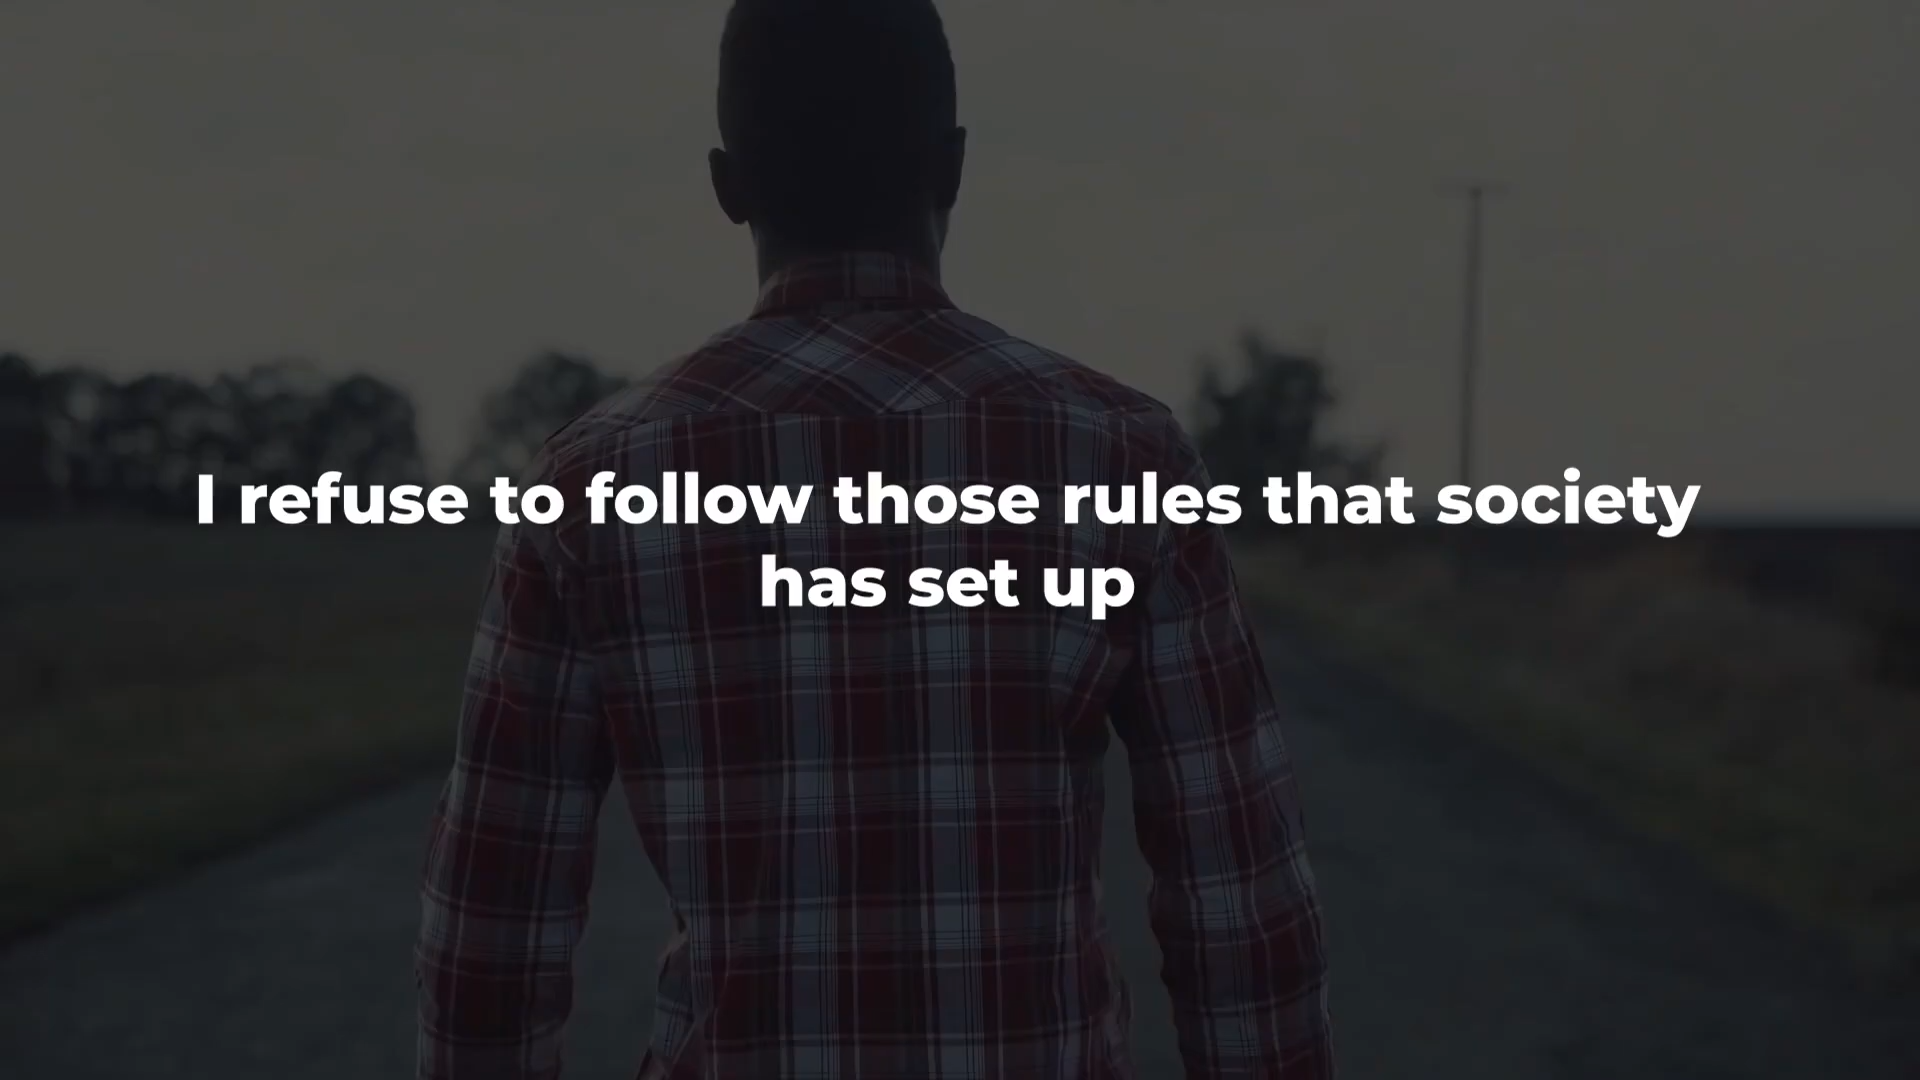 I refuse to follow those rules that society
has set up